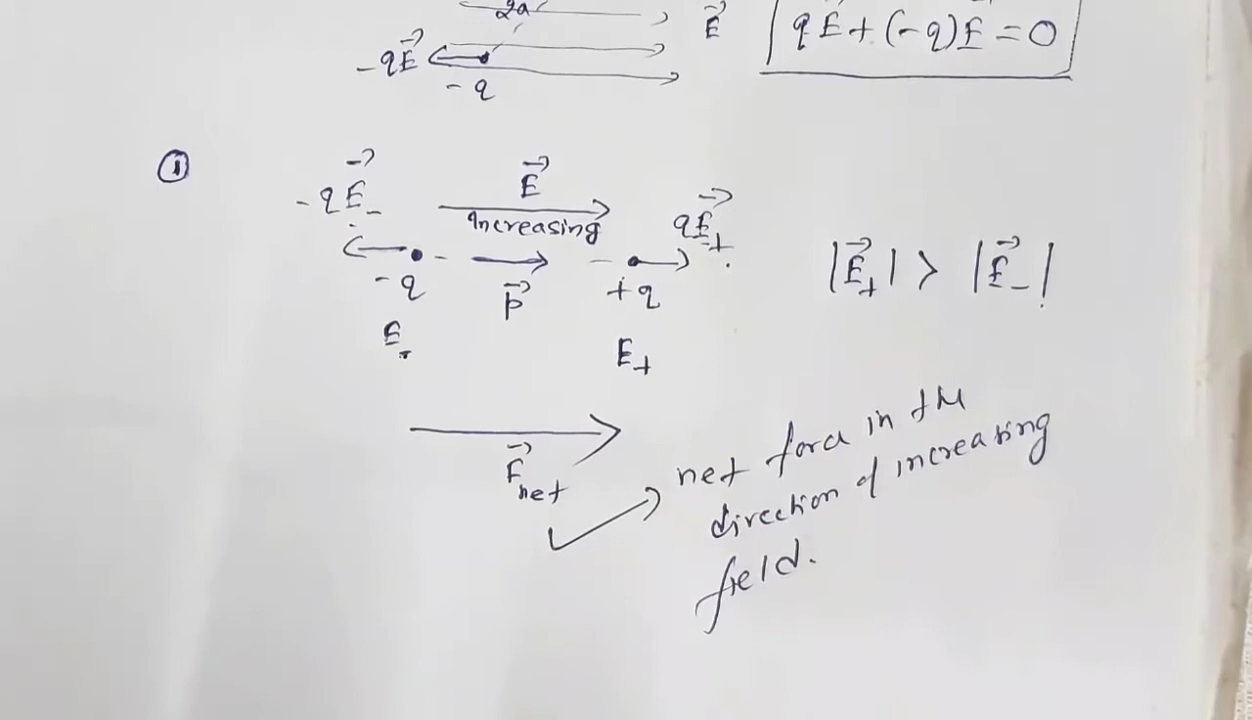 2a
E⃗
qE + (-q)E = 0
-qE⃗
-q
①
-qE⃗₋
E⃗
Increasing
qE⃗₊
-q
p⃗
+q
|E⃗₊| > |E⃗₋|
E₋
E₊
F⃗net
net force in the
direction of increasing
field.